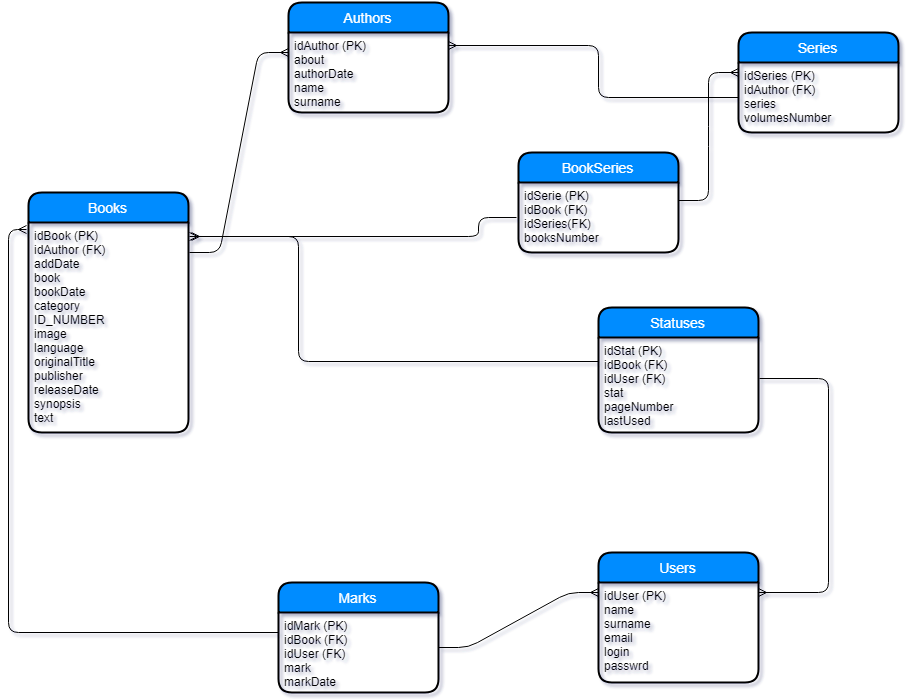 Authors
idAuthor (PK)
about
authorDate
name
surname
Series
idSeries (PK)
idAuthor (FK)
series
volumesNumber
BookSeries
idSerie (PK)
idBook (FK)
idSeries(FK)
booksNumber
Books
idBook (PK)
idAuthor (FK)
addDate
book
bookDate
category
ID_NUMBER
image
language
originalTitle
publisher
releaseDate
synopsis
text
Statuses
idStat (PK)
idBook (FK)
idUser (FK)
stat
pageNumber
lastUsed
Users
idUser (PK)
name
surname
email
login
passwrd
Marks
idMark (PK)
idBook (FK)
idUser (FK)
mark
markDate